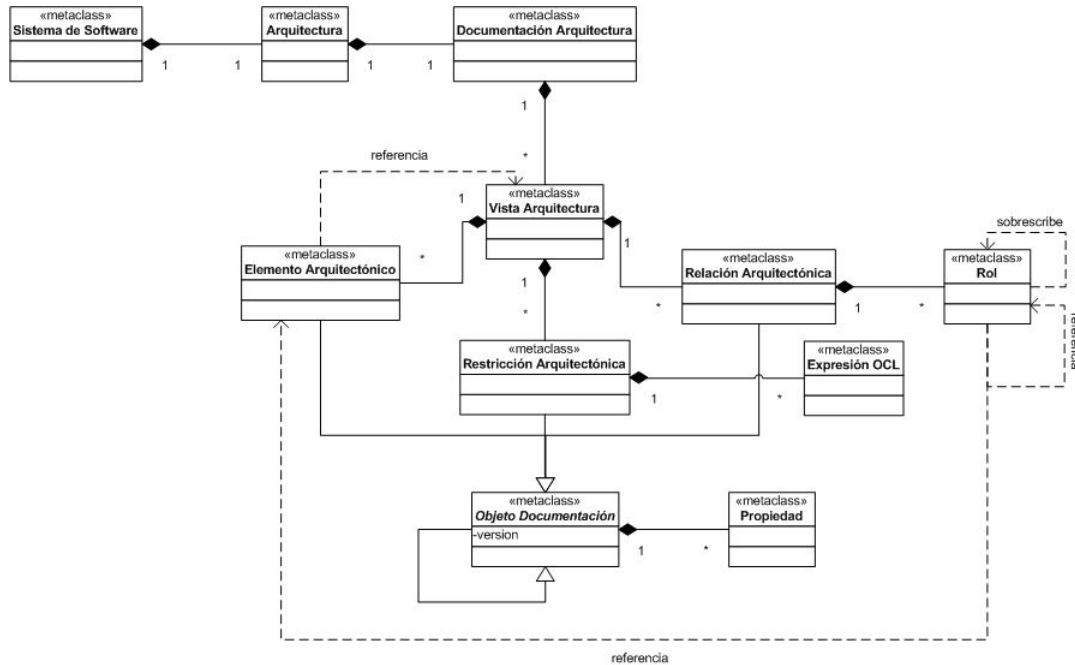 «metaclass»
Sistema de Software
1
1
«metaclass»
Arquitectura
1
1
«metaclass»
Documentación Arquitectura
1
*
referencia
«metaclass»
Vista Arquitectura
1
*
1
*
1
*
«metaclass»
Elemento Arquitectónico
«metaclass»
Relación Arquitectónica
1
*
sobrescribe
«metaclass»
Rol
referencia
«metaclass»
Restricción Arquitectónica
1
*
«metaclass»
Expresión OCL
«metaclass»
Objeto Documentación
-version
1
*
«metaclass»
Propiedad
referencia